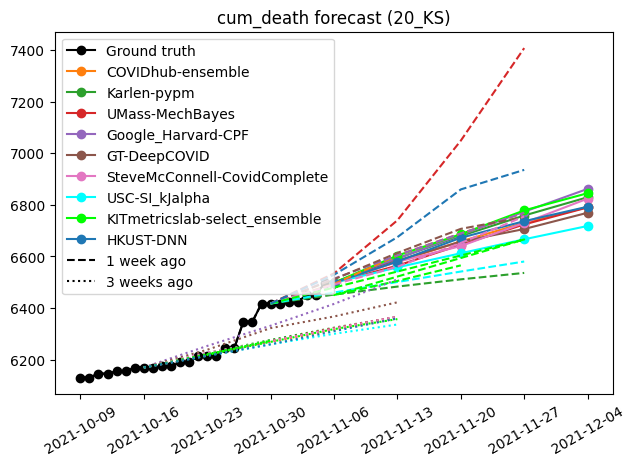 cum_death forecast (20_KS)
7400
7200
7000
6800
6600
6400
6200
Ground truth
COVIDhub-ensemble
Karlen-pypm
UMass-MechBayes
Google_Harvard-CPF
GT-DeepCOVID
SteveMcConnell-CovidComplete
USC-SI_kJalpha
KITmetricslab-select_ensemble
HKUST-DNN
1 week ago
3 weeks ago
2021-10-09
2021-10-16
2021-10-23
2021-10-30
2021-11-06
2021-11-13
2021-11-20
2021-11-27
2021-12-04